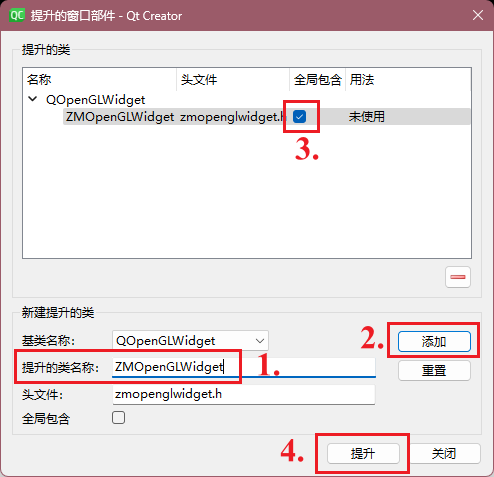 QC 提升的窗口部件 - Qt Creator
提升的类
名称 头文件 全局包含 用法
QOpenGLWidget
ZMOpenGLWidget zmopenglwidget.h 未使用
3.
新建提升的类
基类名称： QOpenGLWidget 2. 添加
提升的类名称： ZMOpenGLWidget 1. 重置
头文件： zmopenglwidget.h
全局包含
4. 提升 关闭